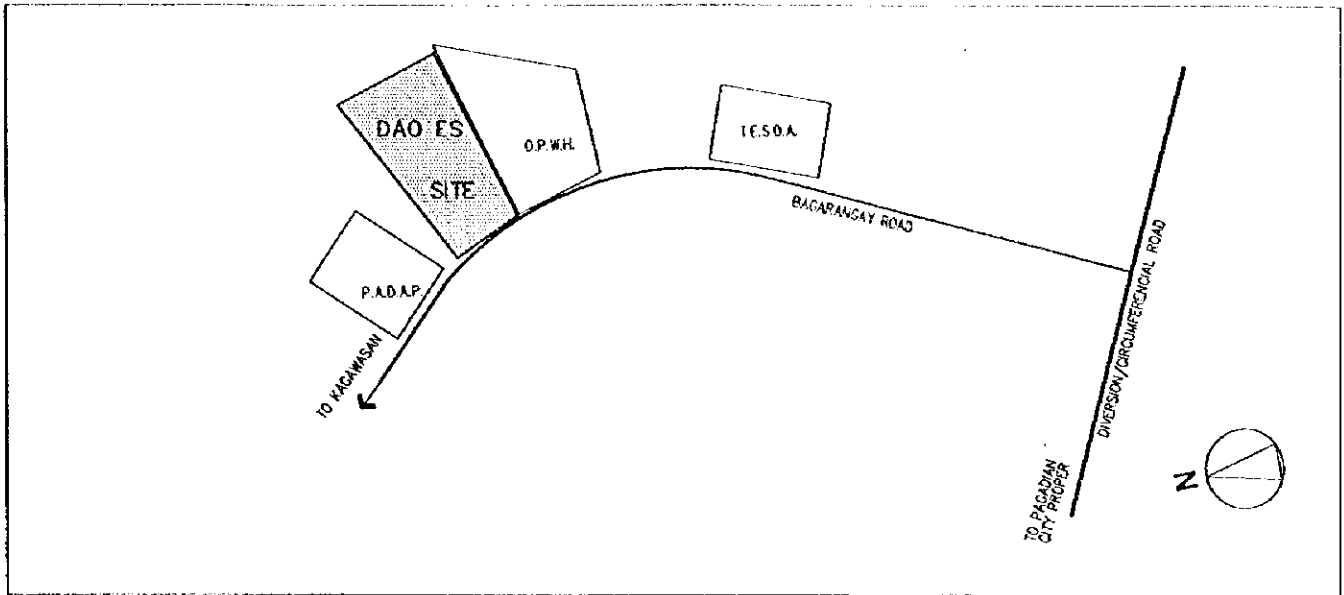 DAO ES
SITE
O.P.W.H.
T.E.S.D.A.
P.A.D.A.P.
BAGARANGAY ROAD
DIVERSION/CIRCUMFERENCIAL ROAD
TO KAGAWASAN
TO PAGADIAN
CITY PROPER
N